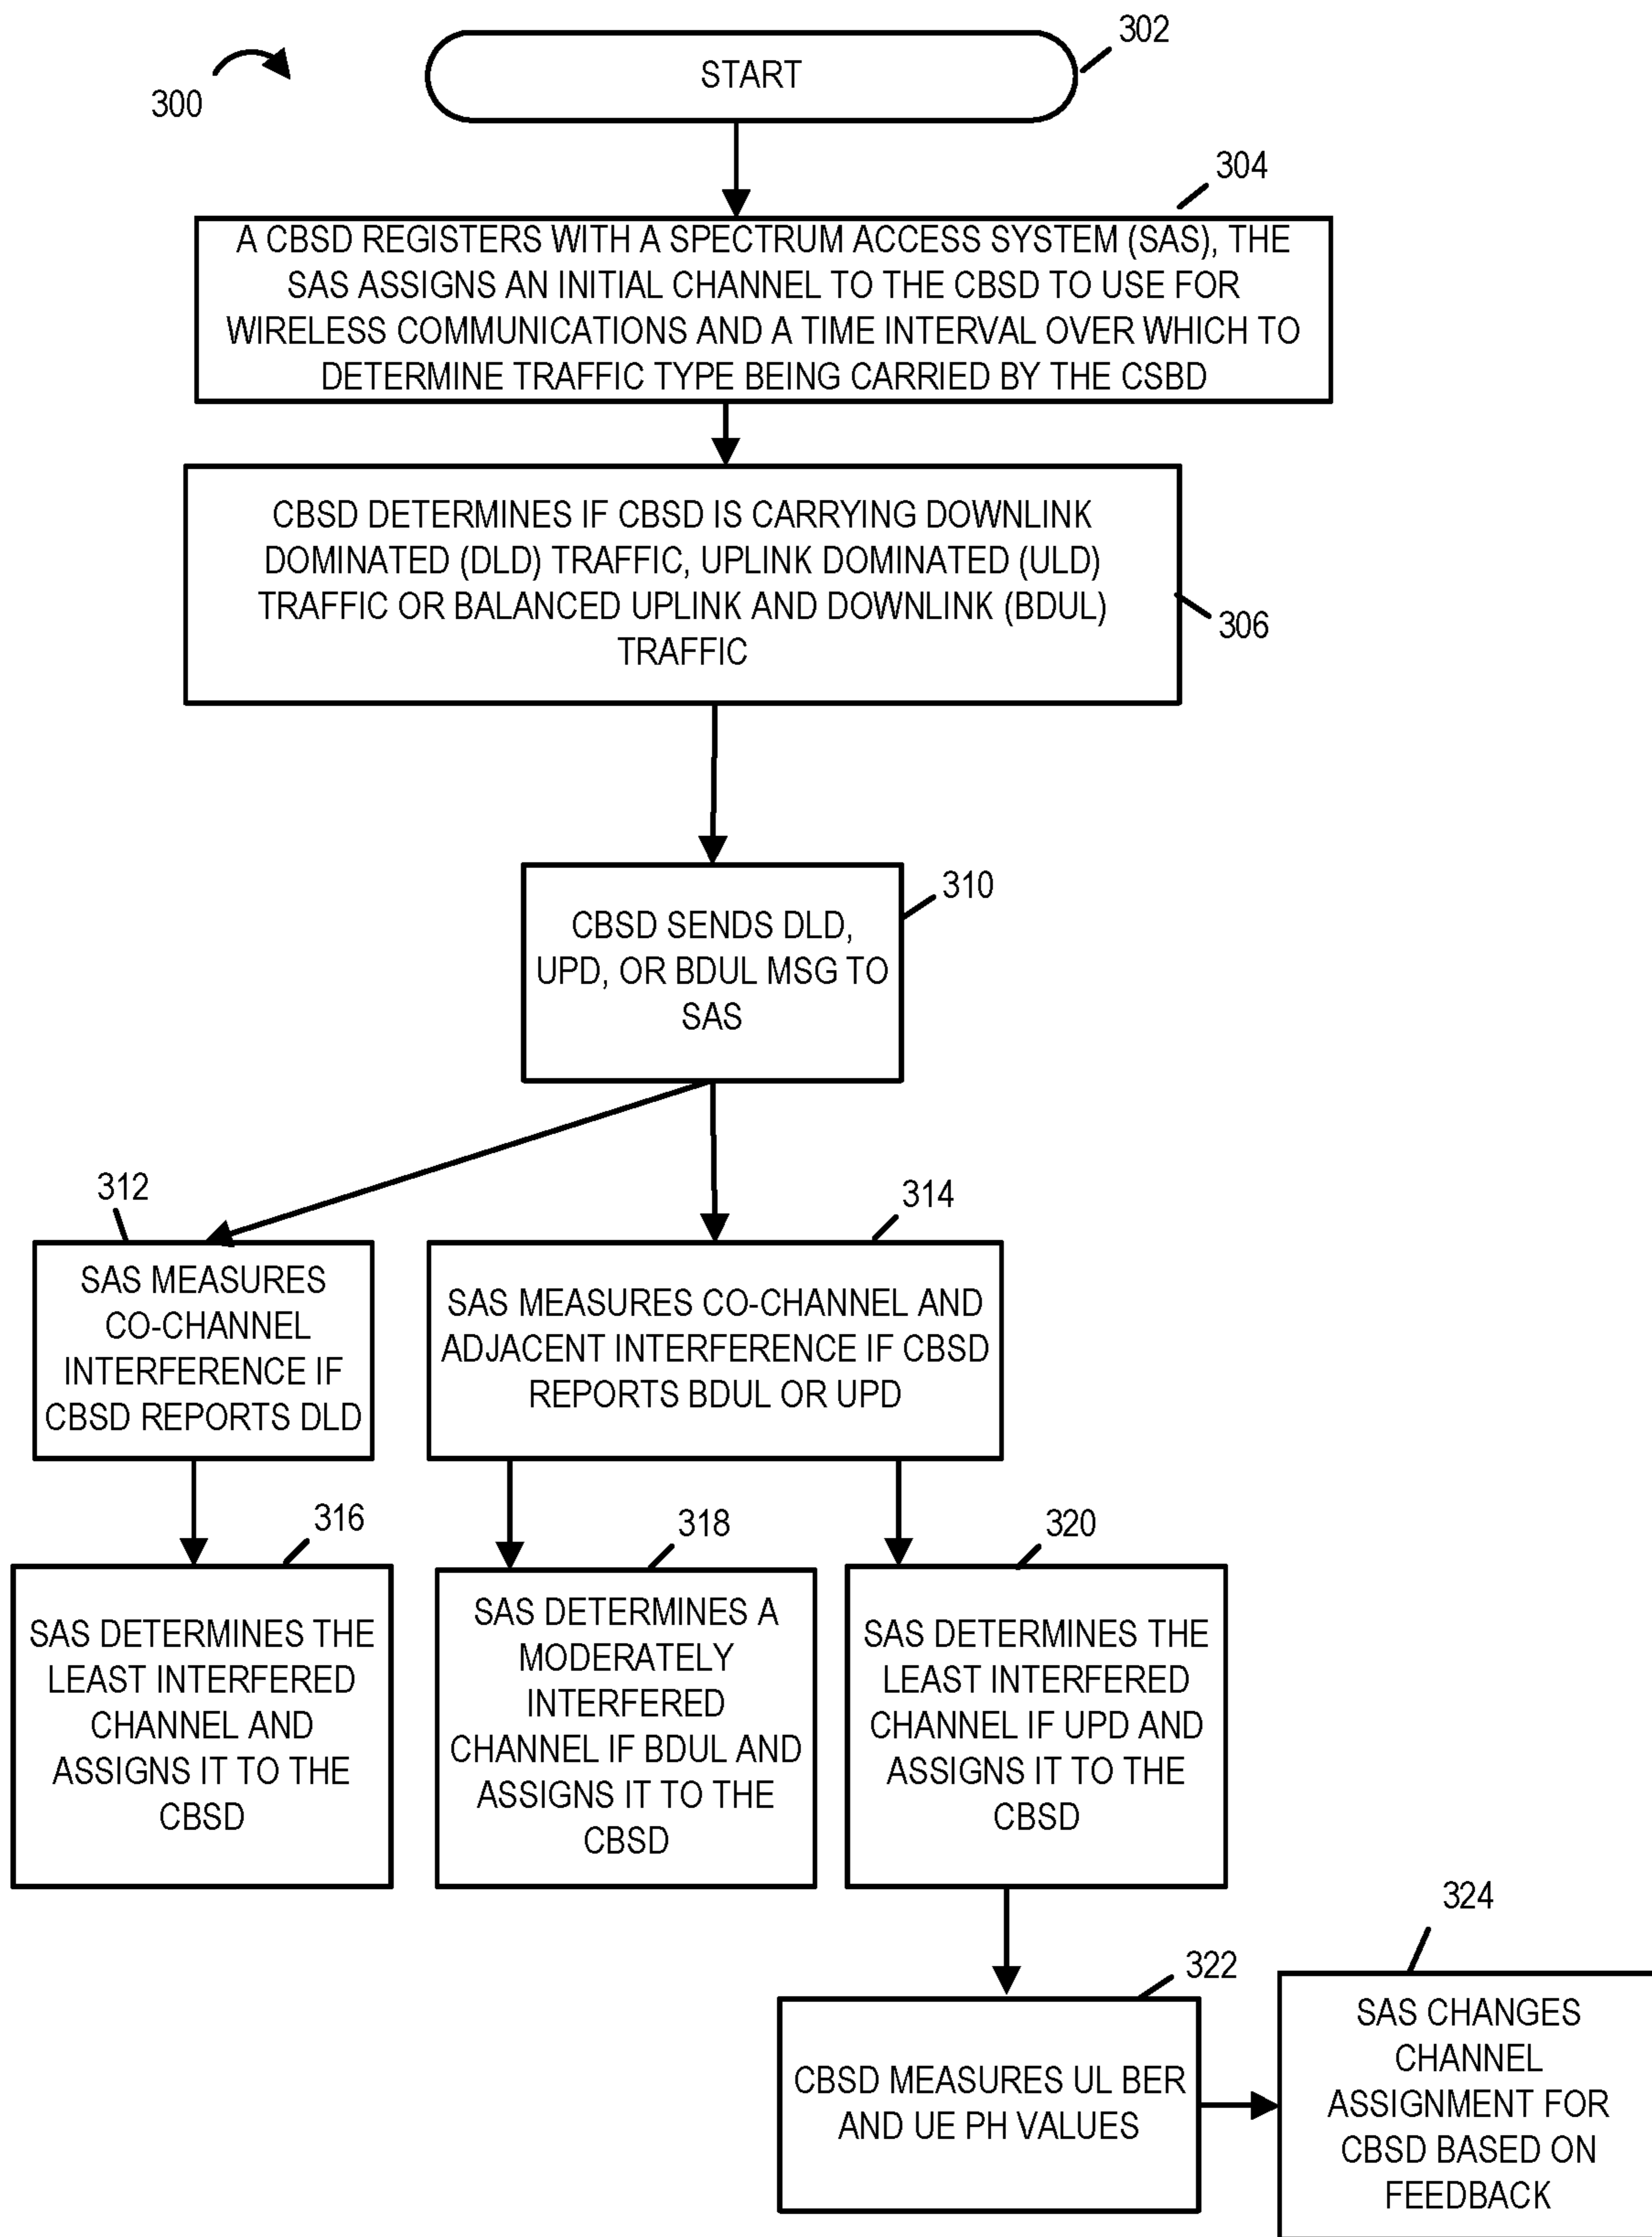 302
START
300
304
A CBSD REGISTERS WITH A SPECTRUM ACCESS SYSTEM (SAS), THE
SAS ASSIGNS AN INITIAL CHANNEL TO THE CBSD TO USE FOR
WIRELESS COMMUNICATIONS AND A TIME INTERVAL OVER WHICH TO
DETERMINE TRAFFIC TYPE BEING CARRIED BY THE CSBD
CBSD DETERMINES IF CBSD IS CARRYING DOWNLINK
DOMINATED (DLD) TRAFFIC, UPLINK DOMINATED (ULD)
TRAFFIC OR BALANCED UPLINK AND DOWNLINK (BDUL)
TRAFFIC
306
310
CBSD SENDS DLD,
UPD, OR BDUL MSG TO
SAS
312
SAS MEASURES
CO-CHANNEL
INTERFERENCE IF
CBSD REPORTS DLD
314
SAS MEASURES CO-CHANNEL AND
ADJACENT INTERFERENCE IF CBSD
REPORTS BDUL OR UPD
316
SAS DETERMINES THE
LEAST INTERFERED
CHANNEL AND
ASSIGNS IT TO THE
CBSD
318
SAS DETERMINES A
MODERATELY
INTERFERED
CHANNEL IF BDUL AND
ASSIGNS IT TO THE
CBSD
320
SAS DETERMINES THE
LEAST INTERFERED
CHANNEL IF UPD AND
ASSIGNS IT TO THE
CBSD
322
CBSD MEASURES UL BER
AND UE PH VALUES
324
SAS CHANGES
CHANNEL
ASSIGNMENT FOR
CBSD BASED ON
FEEDBACK